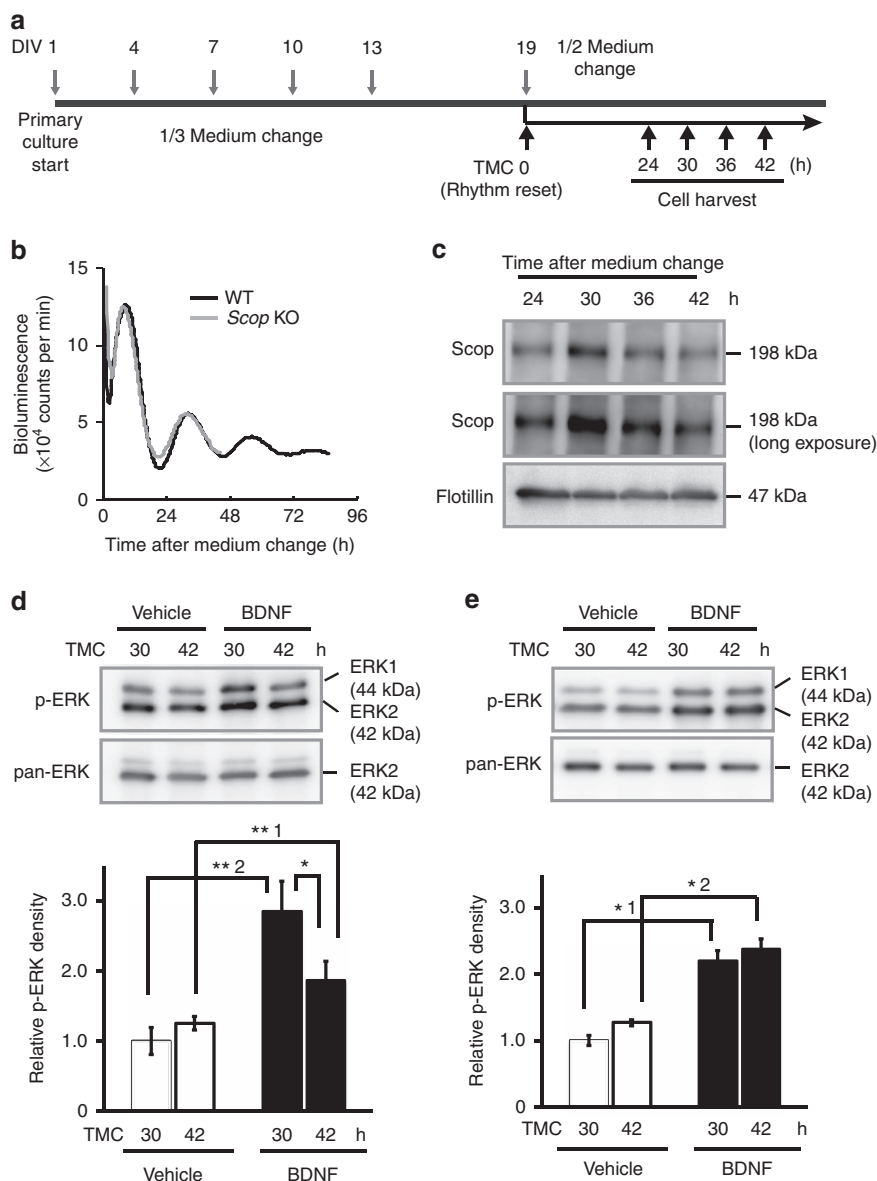 a
DIV 1 4 7 10 13 19 1/2 Medium
change
Primary
culture
start
1/3 Medium change
TMC 0
(Rhythm reset)
24 30 36 42 (h)
Cell harvest
b
15
10
5
0
Bioluminescence
(×10⁴ counts per min)
WT
Scop KO
0 24 48 72 96
Time after medium change (h)
c
Time after medium change
24 30 36 42 h
Scop 198 kDa
Scop 198 kDa
(long exposure)
Flotillin 47 kDa
d
Vehicle BDNF
TMC 30 42 30 42 h
p-ERK
ERK1
(44 kDa)
ERK2
(42 kDa)
pan-ERK
ERK2
(42 kDa)
** 1
** 2 *
3.0
2.0
1.0
0
Relative p-ERK density
TMC 30 42 30 42 h
Vehicle BDNF
e
Vehicle BDNF
TMC 30 42 30 42 h
p-ERK
ERK1
(44 kDa)
ERK2
(42 kDa)
pan-ERK
ERK2
(42 kDa)
* 2
* 1
3.0
2.0
1.0
0
Relative p-ERK density
TMC 30 42 30 42 h
Vehicle BDNF